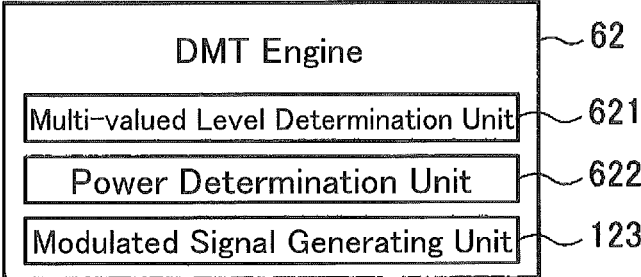 DMT Engine
62
Multi-valued Level Determination Unit
621
Power Determination Unit
622
Modulated Signal Generating Unit
123